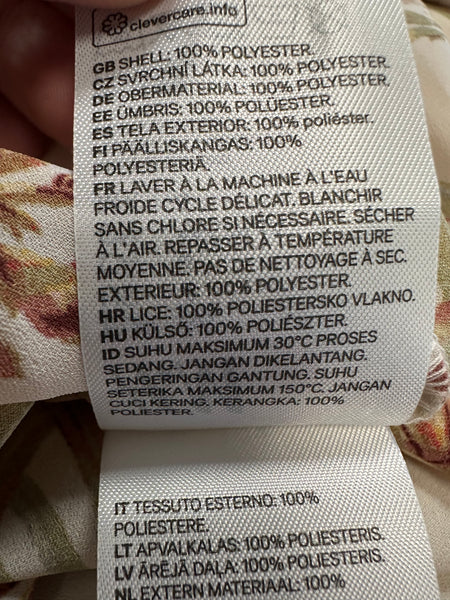 clevercare.info
GB SHELL: 100% POLYESTER.
CZ SVRCHNÍ LÁTKA: 100% POLYESTER.
DE OBERMATERIAL: 100% POLYESTER.
EE ÜMBRIS: 100% POLÜESTER.
ES TELA EXTERIOR: 100% poliéster.
FI PÄÄLLISKANGAS: 100%
POLYESTERIÄ.
FR LAVER À LA MACHINE À L'EAU
FROIDE CYCLE DÉLICAT. BLANCHIR
SANS CHLORE SI NÉCESSAIRE. SÉCHER
À L'AIR. REPASSER À TEMPÉRATURE
MOYENNE. PAS DE NETTOYAGE À SEC.
EXTERIEUR: 100% POLYESTER.
HR LICE: 100% POLIESTERSKO VLAKNO.
HU KÜLSŐ: 100% POLIÉSZTER.
ID SUHU MAKSIMUM 30°C PROSES
SEDANG. JANGAN DIKELANTANG.
PENGERINGAN GANTUNG. SUHU
SETERIKA MAKSIMUM 150°C. JANGAN
CUCI KERING. KERANGKA: 100%
POLIESTER.
IT TESSUTO ESTERNO: 100%
POLIESTERE.
LT APVALKALAS: 100% POLIESTERIS.
LV ĀRĒJĀ DAĻA: 100% POLIESTERIS.
NL EXTERN MATERIAAL: 100%